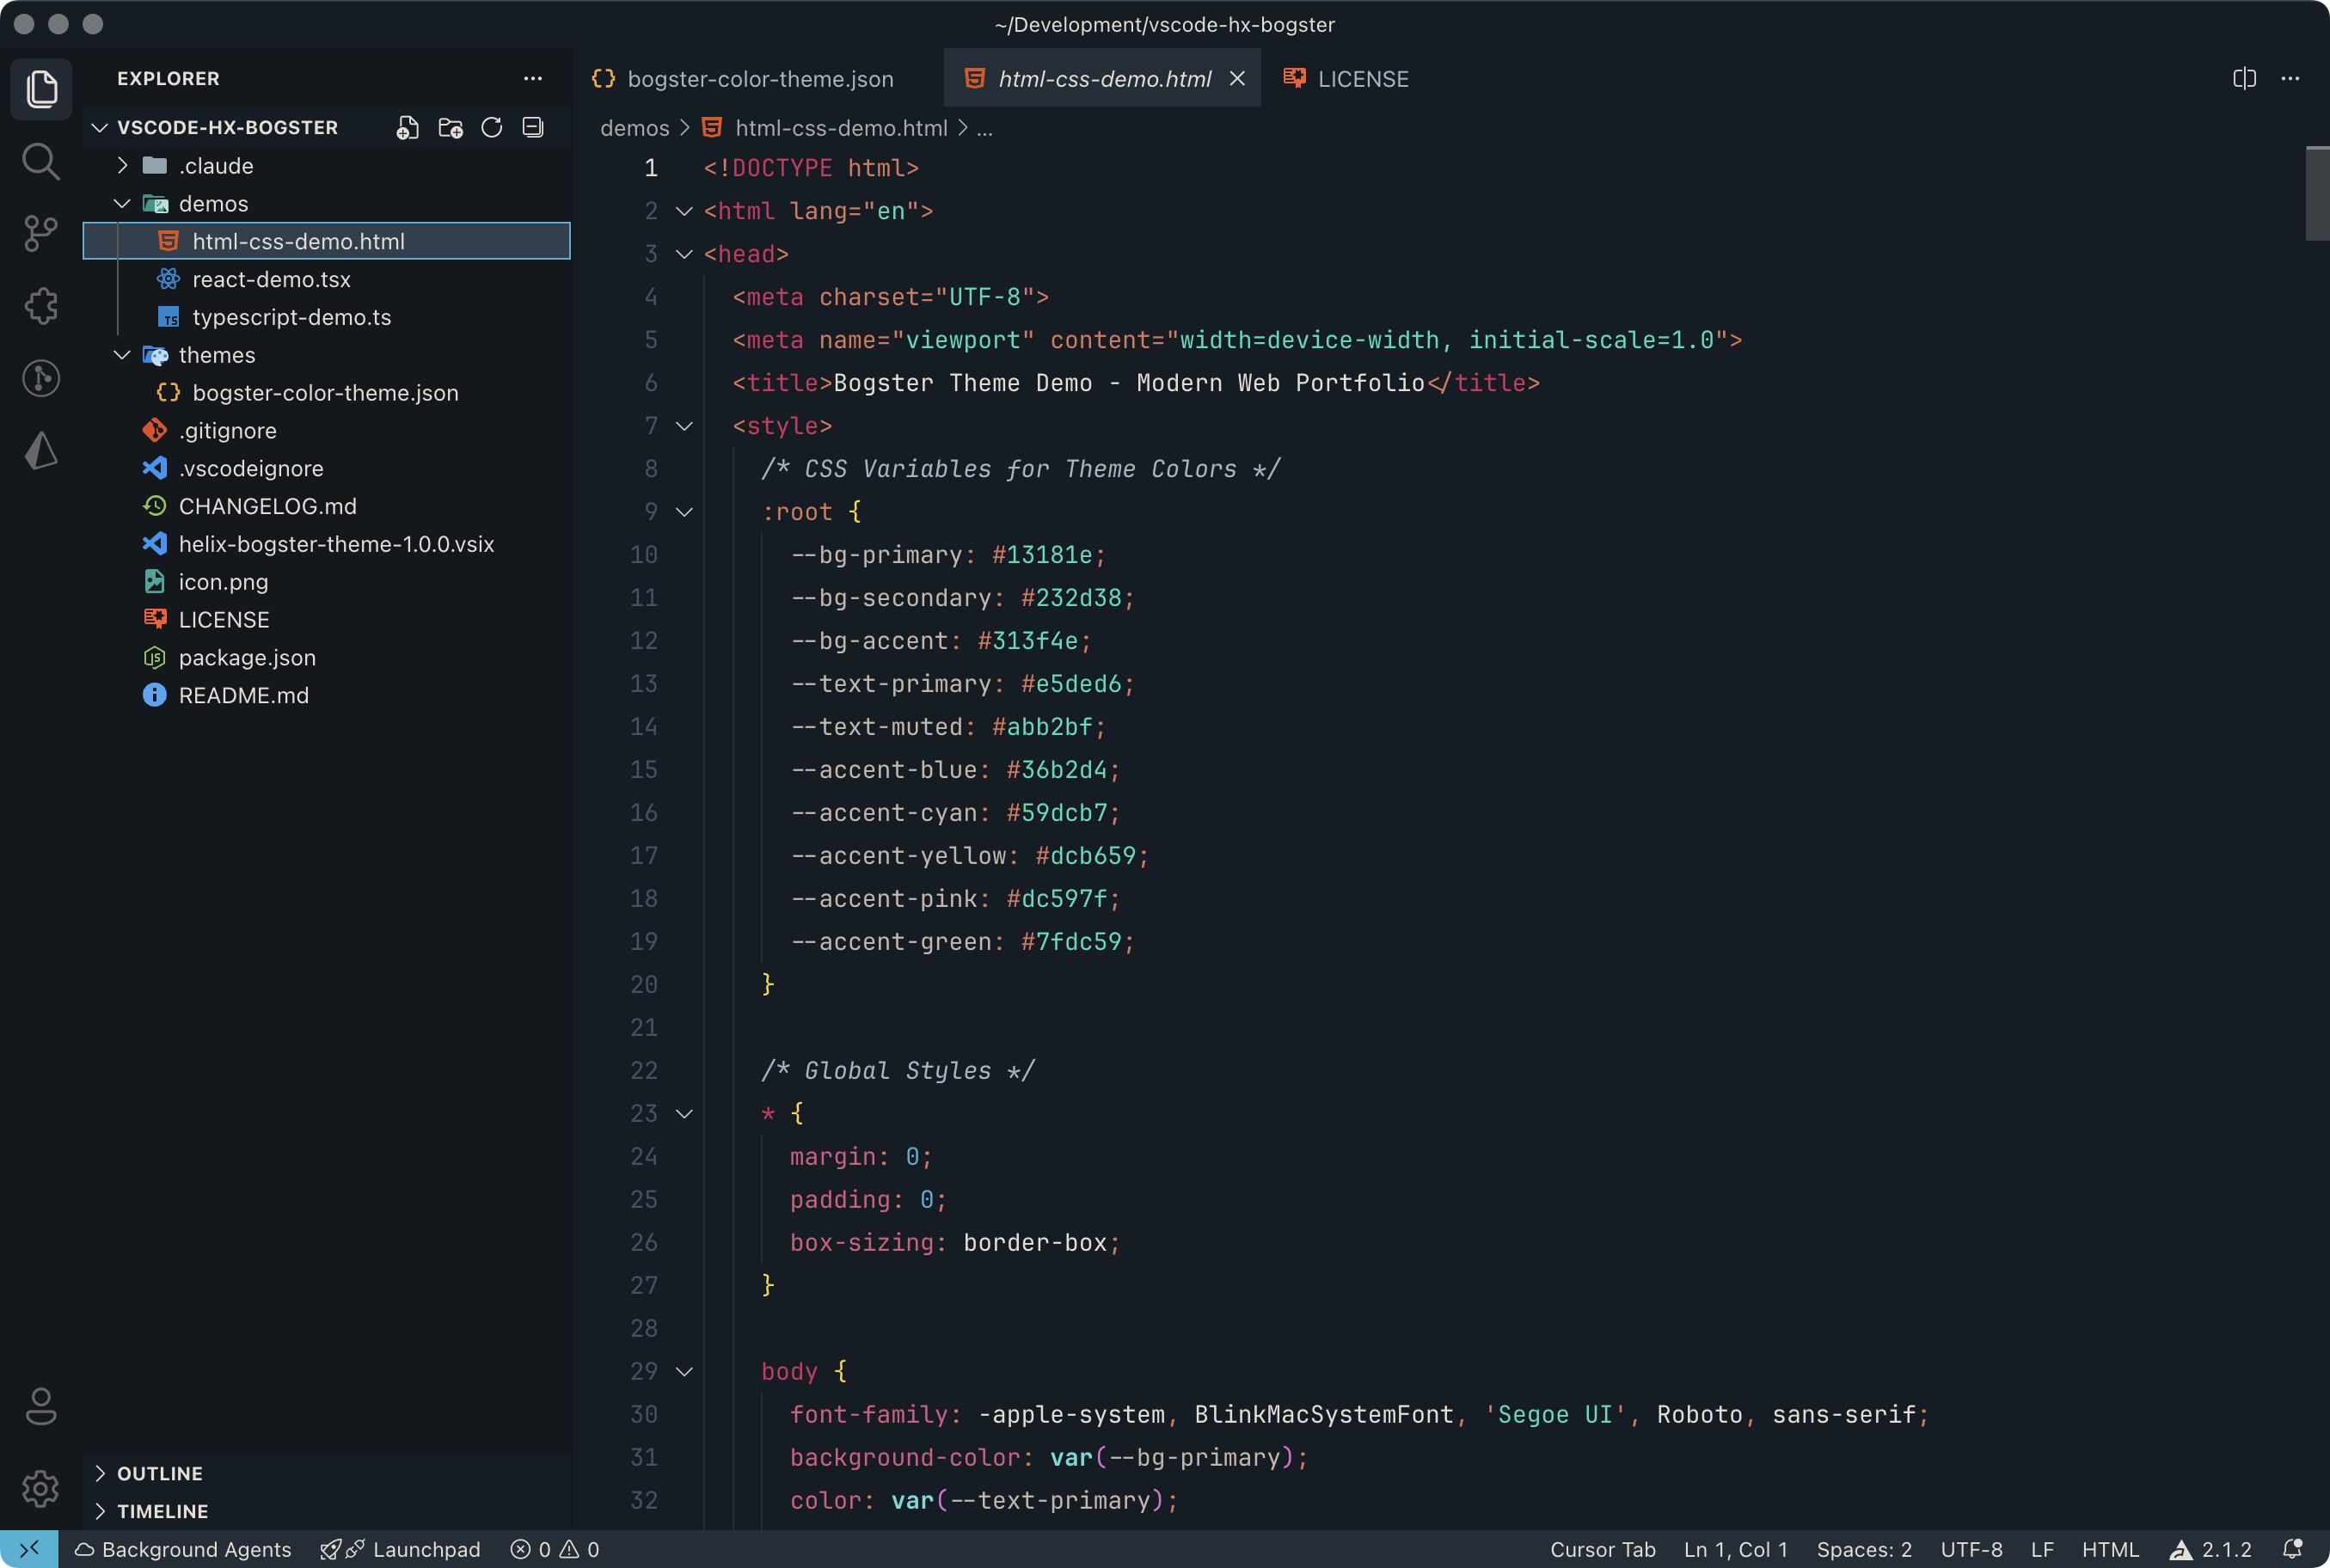 ~/Development/vscode-hx-bogster
EXPLORER
bogster-color-theme.json
html-css-demo.html
LICENSE
VSCODE-HX-BOGSTER
demos > html-css-demo.html > ...
.claude
demos
html-css-demo.html
react-demo.tsx
typescript-demo.ts
themes
bogster-color-theme.json
.gitignore
.vscodeignore
CHANGELOG.md
helix-bogster-theme-1.0.0.vsix
icon.png
LICENSE
package.json
README.md
OUTLINE
TIMELINE
1 <!DOCTYPE html>
2 <html lang="en">
3 <head>
4 <meta charset="UTF-8">
5 <meta name="viewport" content="width=device-width, initial-scale=1.0">
6 <title>Bogster Theme Demo - Modern Web Portfolio</title>
7 <style>
8 /* CSS Variables for Theme Colors */
9 :root {
10 --bg-primary: #13181e;
11 --bg-secondary: #232d38;
12 --bg-accent: #313f4e;
13 --text-primary: #e5ded6;
14 --text-muted: #abb2bf;
15 --accent-blue: #36b2d4;
16 --accent-cyan: #59dcb7;
17 --accent-yellow: #dcb659;
18 --accent-pink: #dc597f;
19 --accent-green: #7fdc59;
20 }
21
22 /* Global Styles */
23 * {
24 margin: 0;
25 padding: 0;
26 box-sizing: border-box;
27 }
28
29 body {
30 font-family: -apple-system, BlinkMacSystemFont, 'Segoe UI', Roboto, sans-serif;
31 background-color: var(--bg-primary);
32 color: var(--text-primary);
Background Agents Launchpad 0 0 Cursor Tab Ln 1, Col 1 Spaces: 2 UTF-8 LF HTML 2.1.2